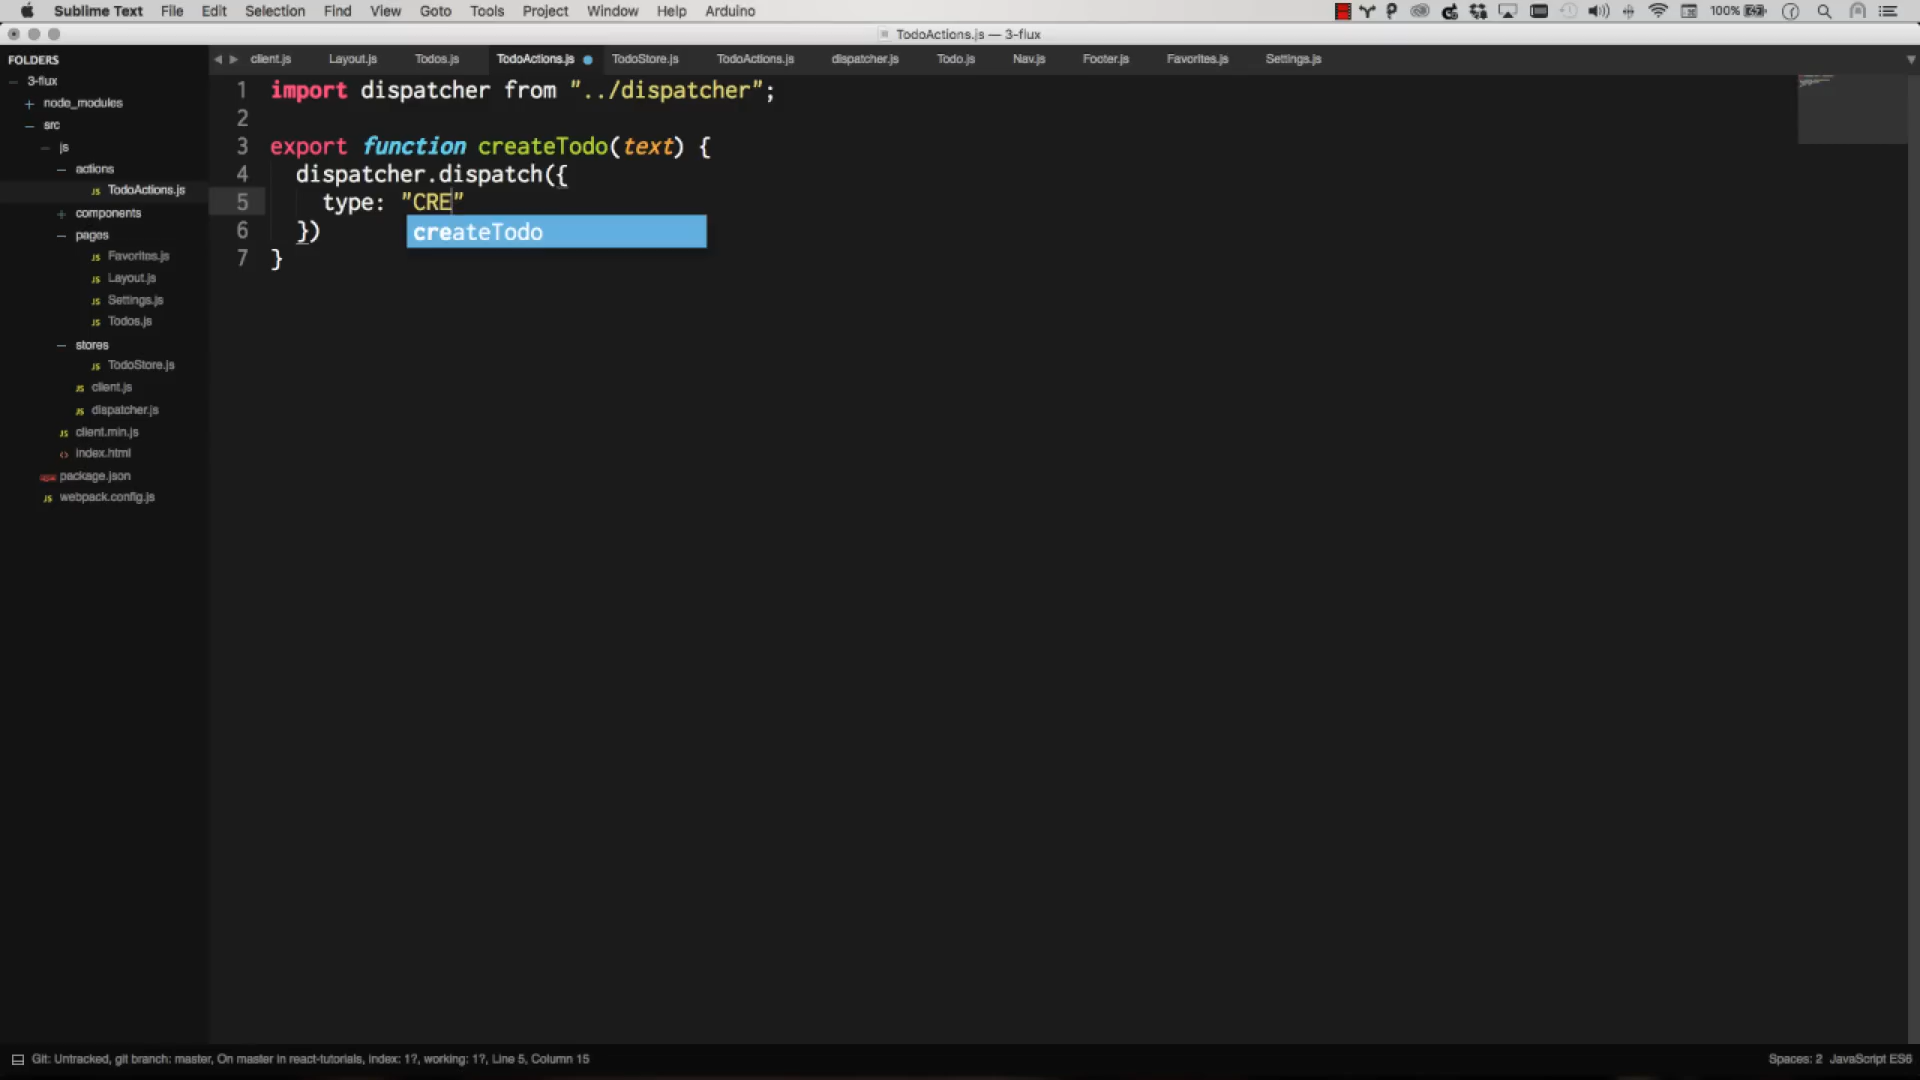 Sublime Text File Edit Selection Find View Goto Tools Project Window Help Arduino 100%
TodoActions.js — 3-flux
FOLDERS
3-flux
node_modules
src
js
actions
TodoActions.js
components
pages
Favorites.js
Layout.js
Settings.js
Todos.js
stores
TodoStore.js
client.js
dispatcher.js
client.min.js
index.html
package.json
webpack.config.js
client.js Layout.js Todos.js TodoActions.js TodoStore.js TodoActions.js dispatcher.js Todo.js Nav.js Footer.js Favorites.js Settings.js
1 import dispatcher from "../dispatcher";
2
3 export function createTodo(text) {
4 dispatcher.dispatch({
5 type: "CRE"
6 })
7 }
createTodo
Git: Untracked, git branch: master, On master in react-tutorials, index: 1?, working: 1?, Line 5, Column 15
Spaces: 2 JavaScript ES6